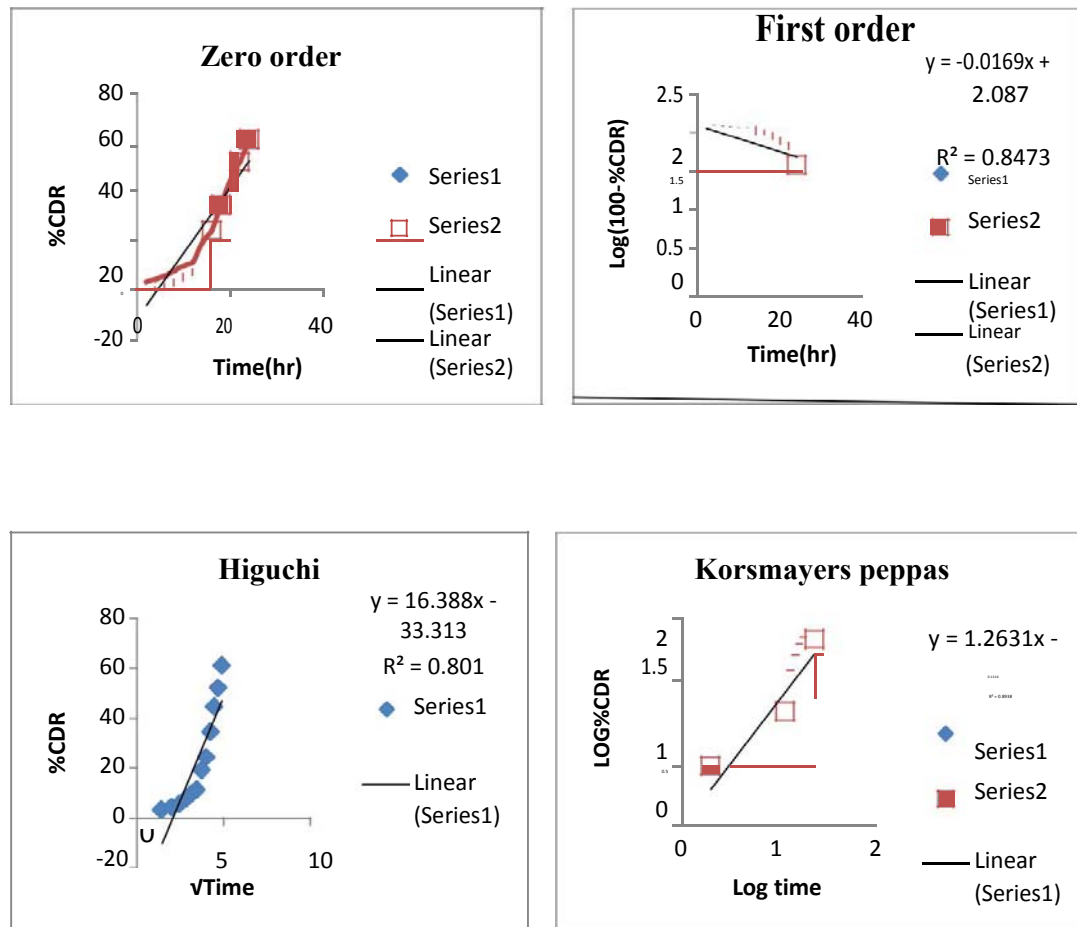 Zero order
80
60
40
20
0
-20
%CDR
0
20
40
Time(hr)
Series1
Series2
Linear
(Series1)
Linear
(Series2)
First order
y = -0.0169x +
2.087
R² = 0.8473
2.5
2
1.5
1
0.5
0
Log(100-%CDR)
0
20
40
Time(hr)
Series1
Series2
Linear
(Series1)
Linear
(Series2)
Higuchi
y = 16.388x -
33.313
R² = 0.801
80
60
40
20
0
-20
%CDR
5
10
√Time
Series1
Linear
(Series1)
Korsmayers peppas
y = 1.2631x -
2
1.5
1
0.5
0
LOG%CDR
0
1
2
Log time
Series1
Series2
Linear
(Series1)